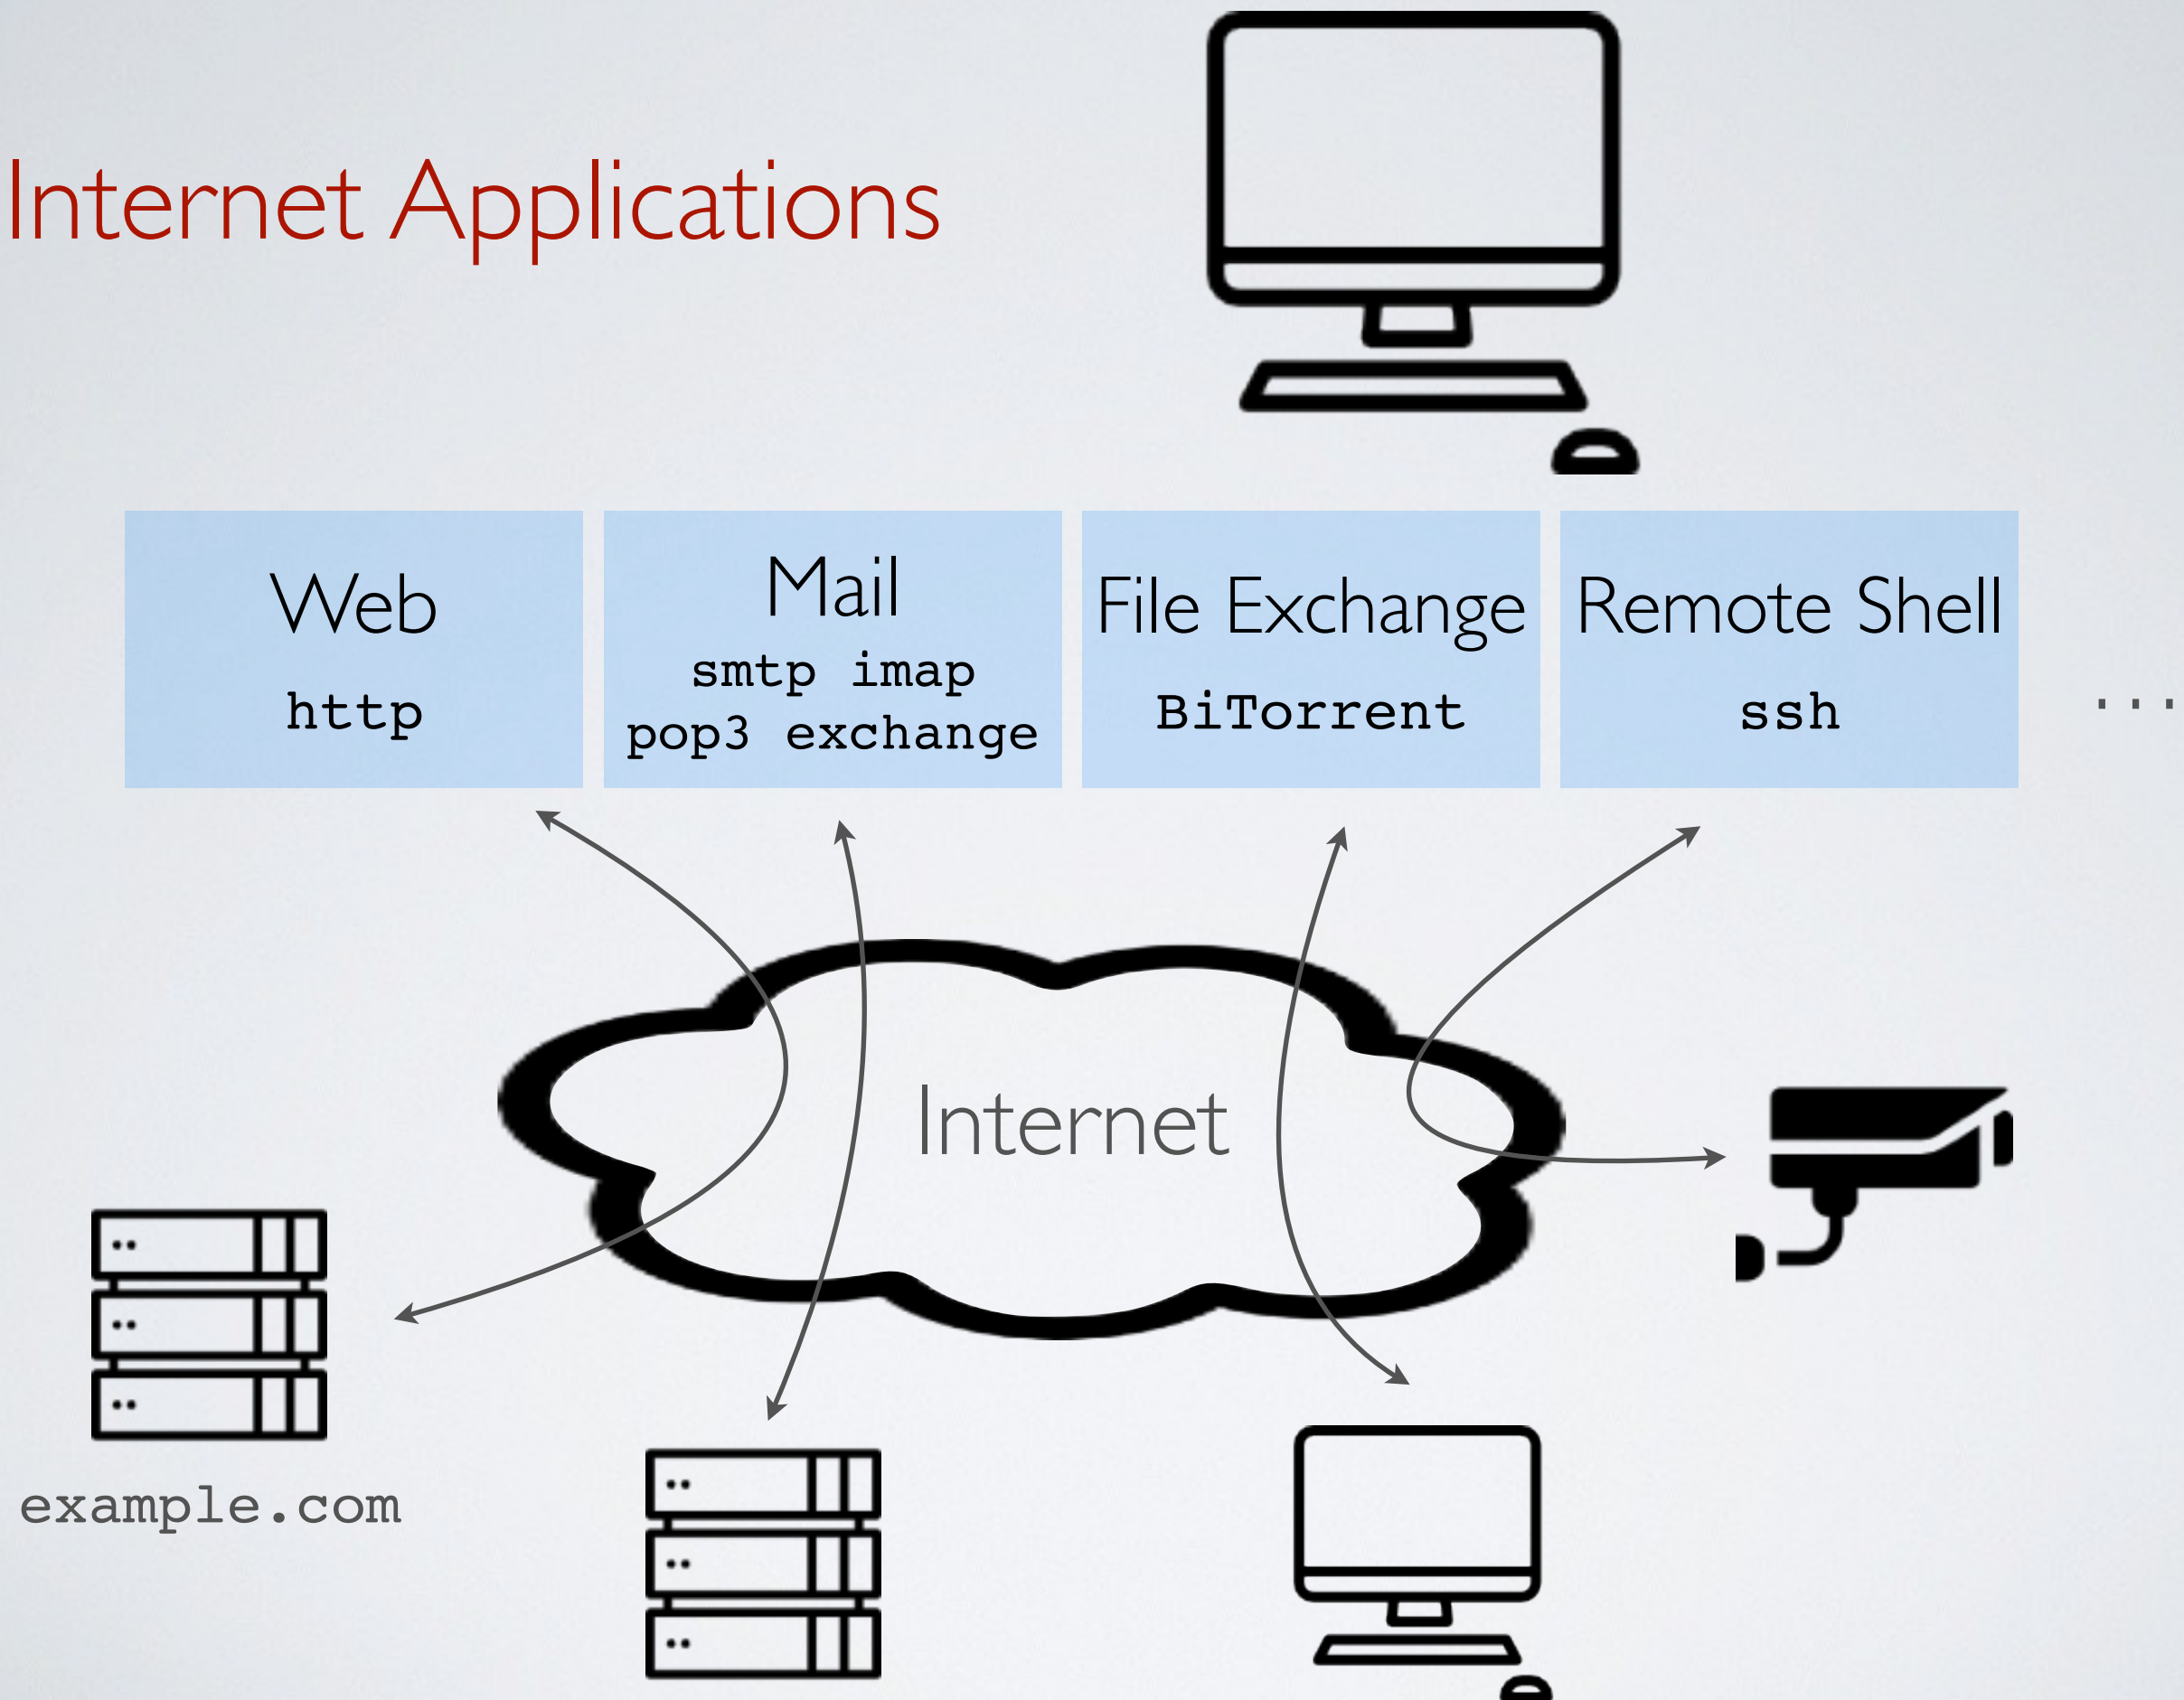 Internet Applications
Web
http
Mail
smtp imap
pop3 exchange
File Exchange
BiTorrent
Remote Shell
ssh
...
Internet
example.com